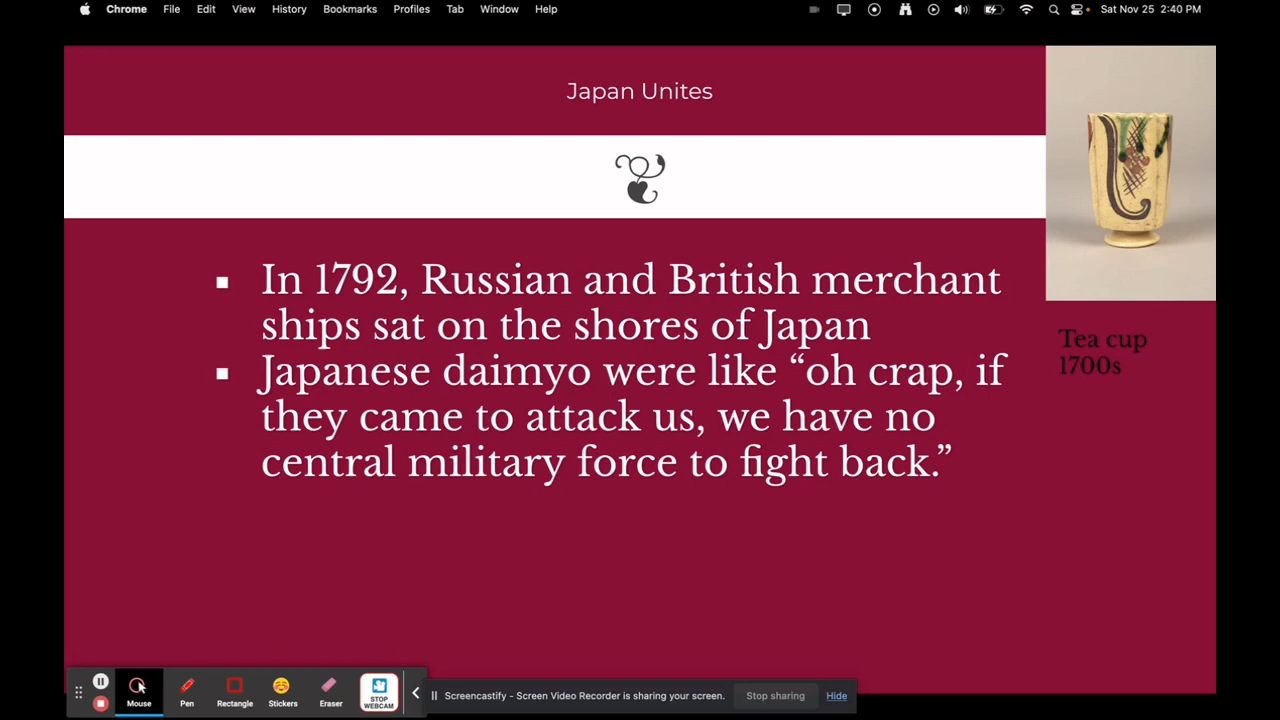 Chrome File Edit View History Bookmarks Profiles Tab Window Help Sat Nov 25 2:40 PM
Japan Unites
In 1792, Russian and British merchant
ships sat on the shores of Japan
Japanese daimyo were like “oh crap, if
they came to attack us, we have no
central military force to fight back.”
Tea cup
1700s
Mouse Pen Rectangle Stickers Eraser STOP
WEBCAM
Screencastify - Screen Video Recorder is sharing your screen. Stop sharing Hide